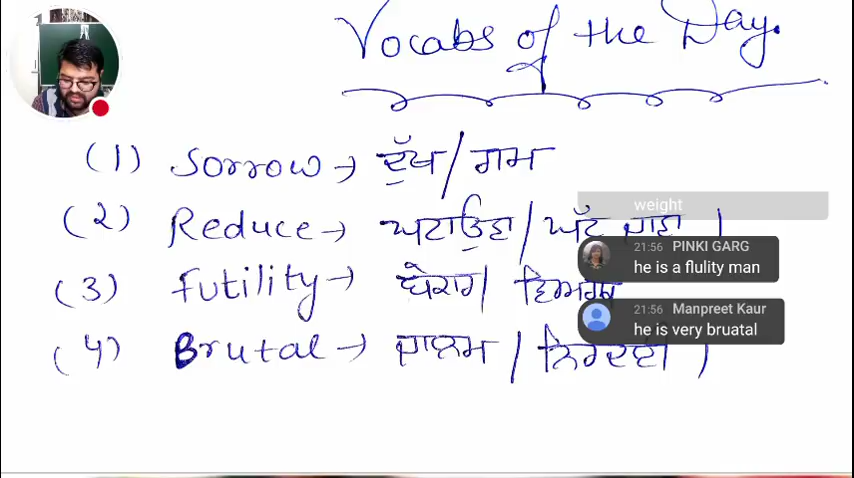 Vocabs of the Day.
(1) Sorrow → ਦੁੱਖ / ਗਮ
weight
(2) Reduce → ਘਟਾਉਣਾ / ਘੱਟ ਜਾਣਾ ।
21:56 PINKI GARG
he is a flulity man
(3) Futility → ਬੇਕਾਰ /
21:56 Manpreet Kaur
he is very bruatal
(4) Brutal → ਜਾਲਮ / ਨਿਰਦਈ ।